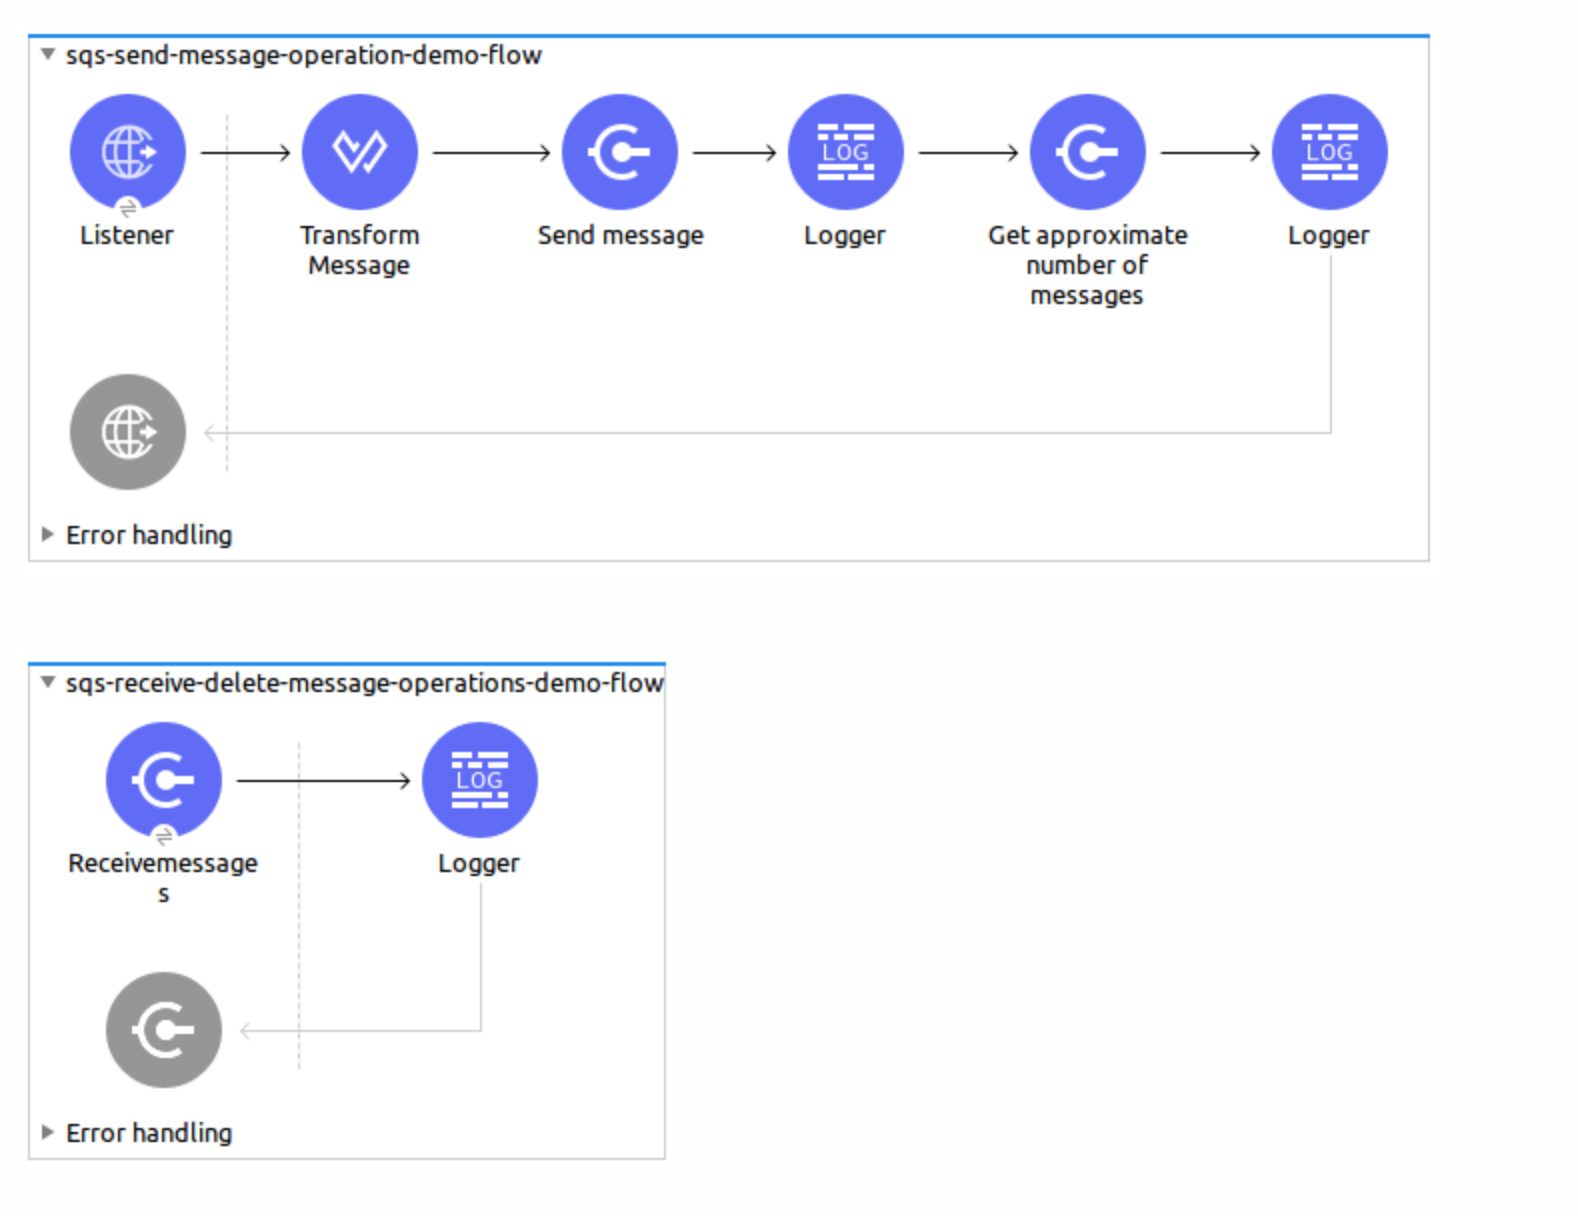 sqs-send-message-operation-demo-flow
LOG
LOG
Listener
Transform
Message
Send message
Logger
Get approximate
number of
messages
Logger
Error handling
sqs-receive-delete-message-operations-demo-flow
LOG
Receivemessage
s
Logger
Error handling